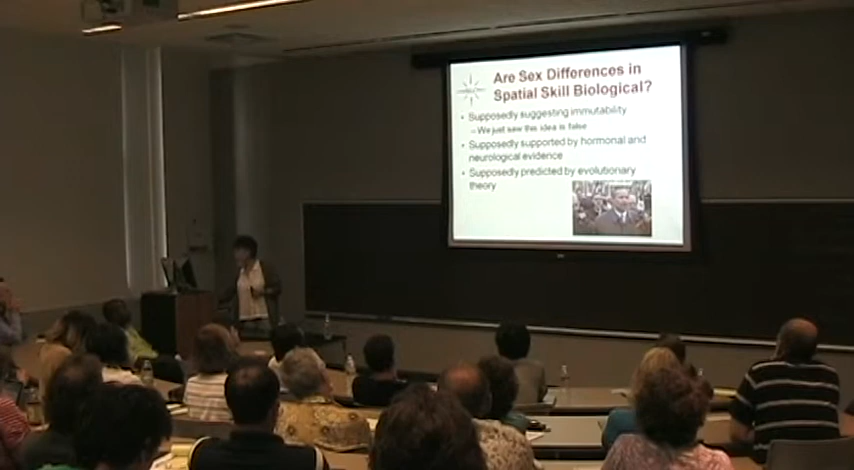 Are Sex Differences in
Spatial Skill Biological?
• Supposedly suggesting immutability
– We just saw this idea is false
• Supposedly supported by hormonal and
neurological evidence
• Supposedly predicted by evolutionary
theory